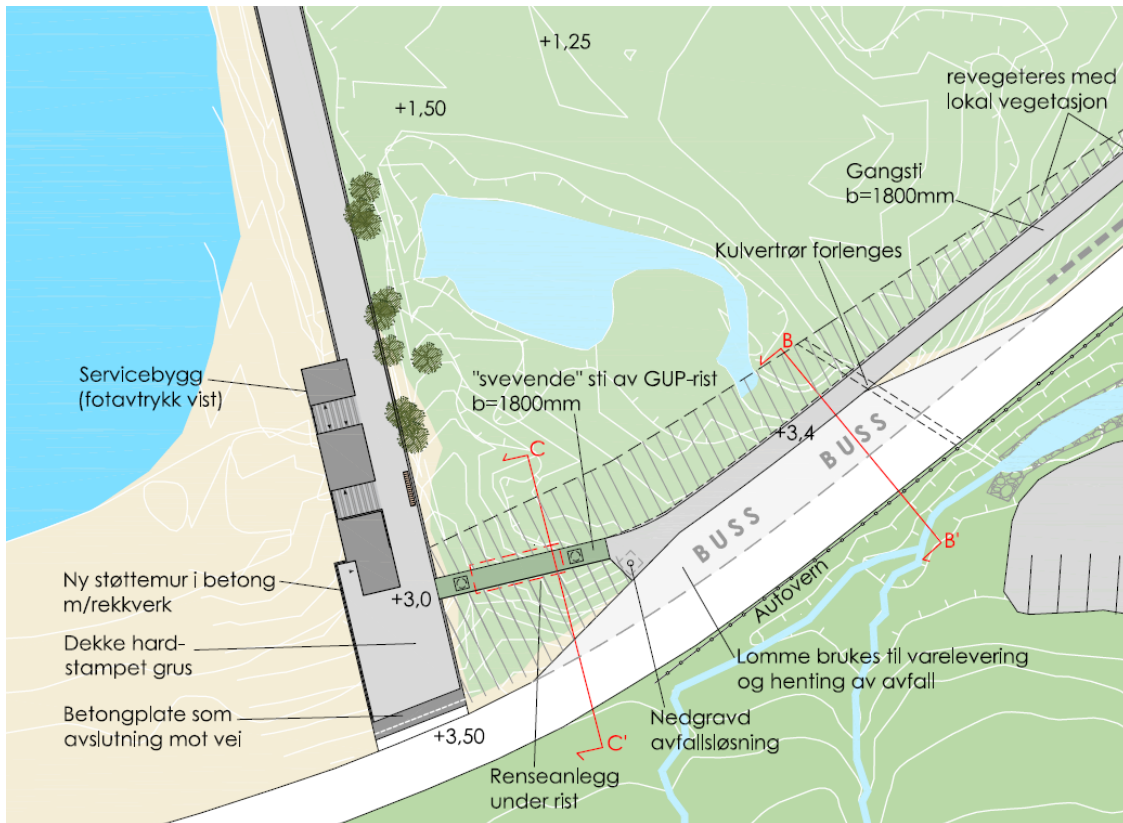 +1,25
+1,50
revegeteres med
lokal vegetasjon
Gangsti
b=1800mm
Kulvertrør forlenges
B
Servicebygg
(fotavtrykk vist)
"svevende" sti av GUP-rist
b=1800mm
+3,4
BUSS
C
BUSS
B'
Ny støttemur i betong
m/rekkverk
+3,0
Autovern
Dekke hard-
stampet grus
Lomme brukes til varelevering
og henting av avfall
Betongplate som
avslutning mot vei
+3,50
C'
Nedgravd
avfallsløsning
Renseanlegg
under rist